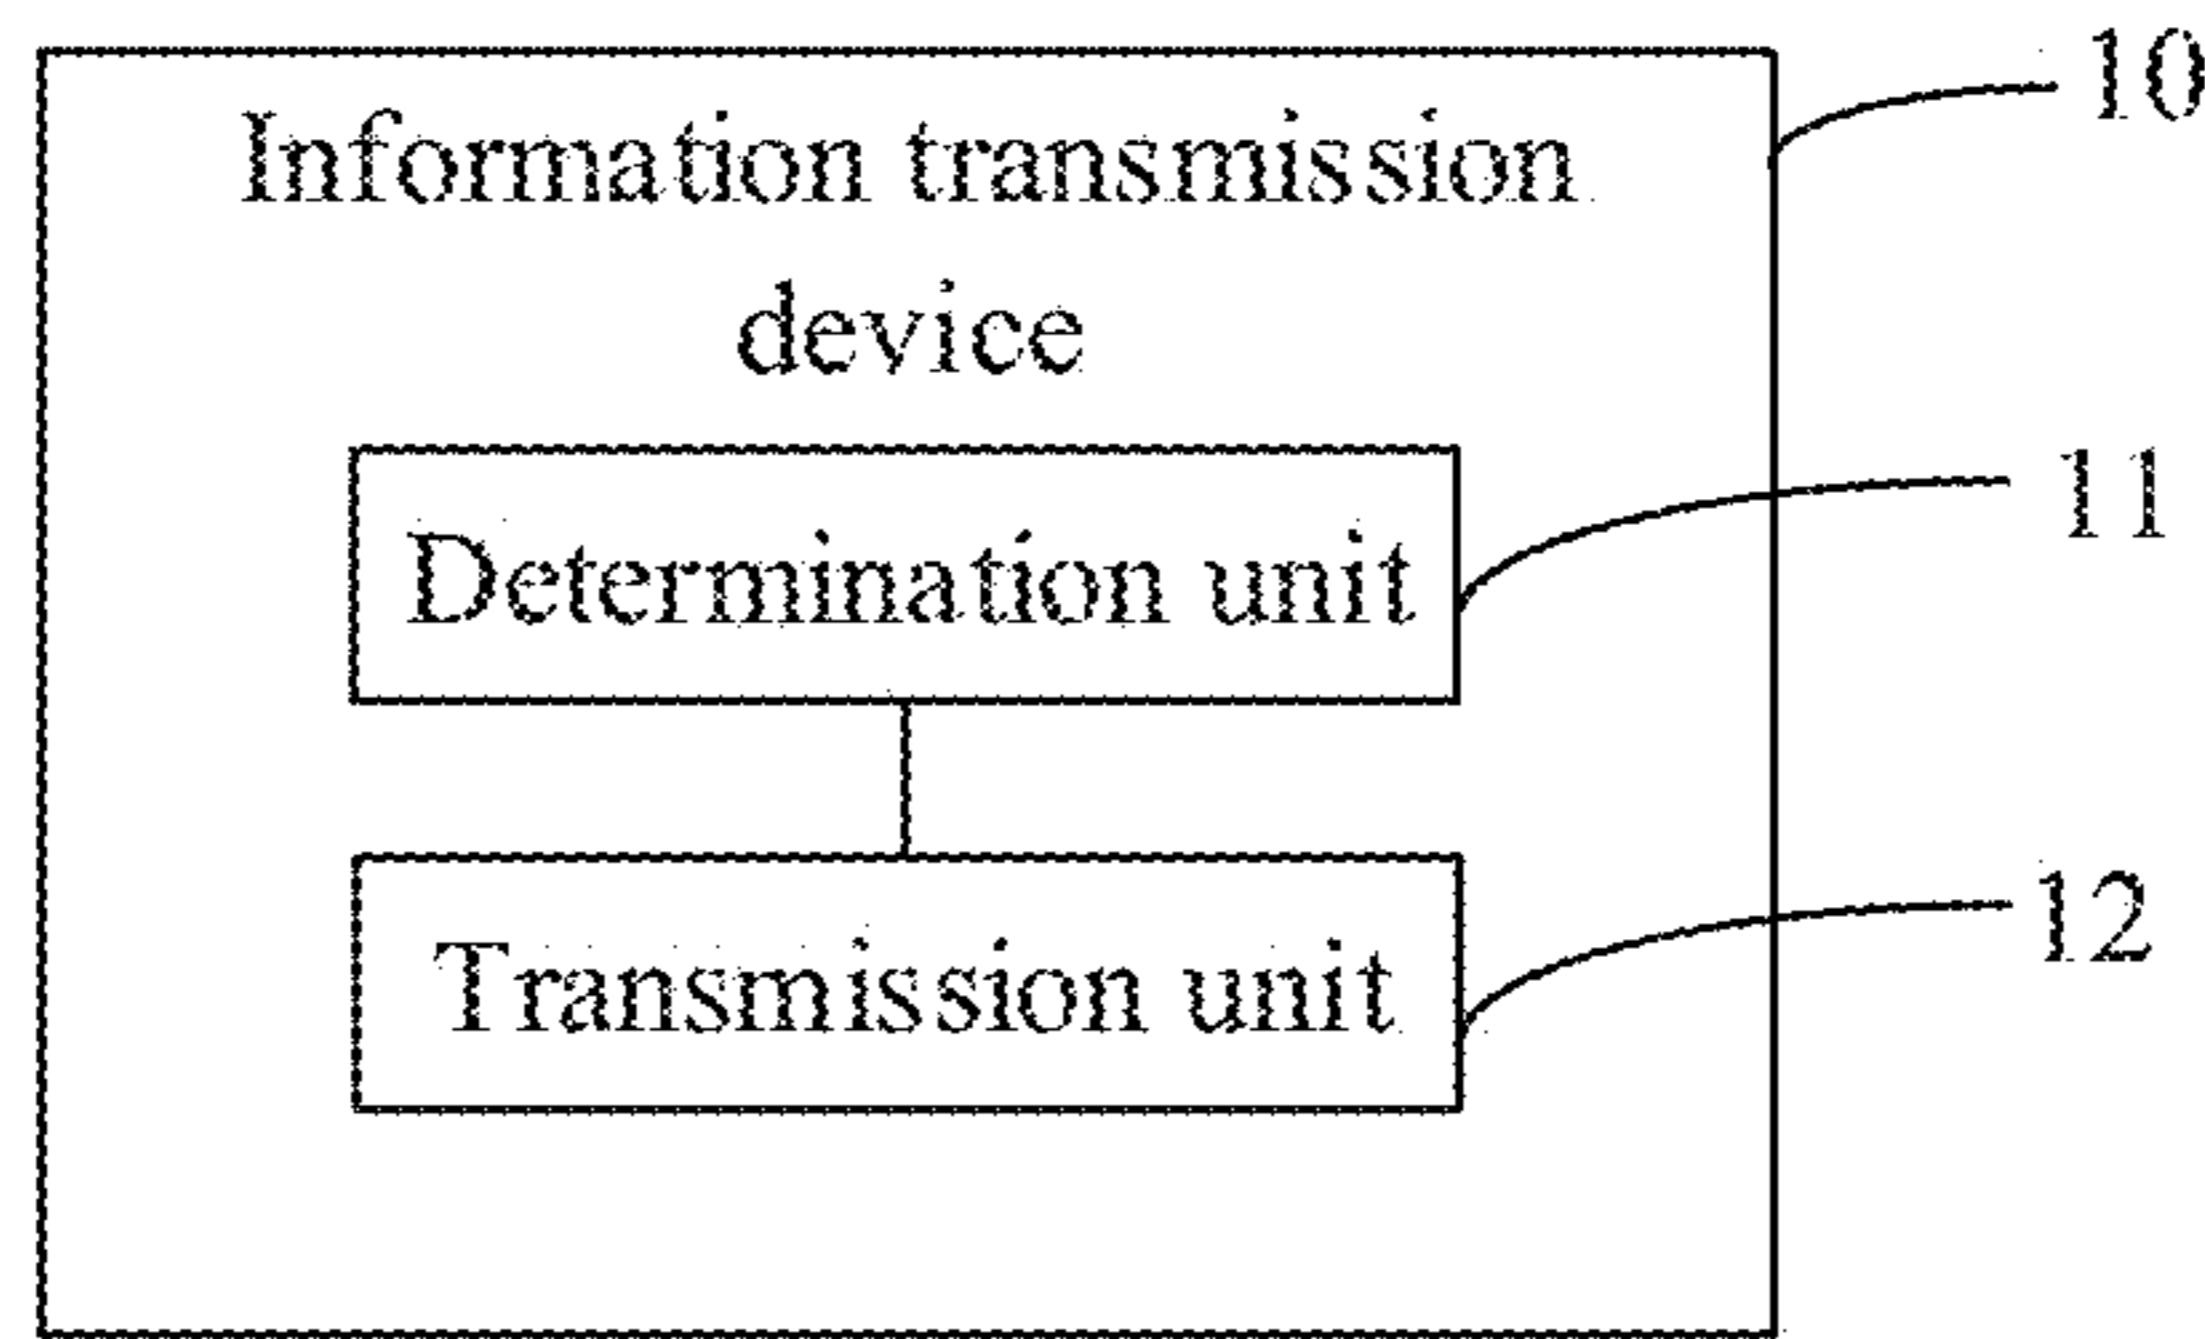 10
Information transmission
device
11
Determination unit
12
Transmission unit